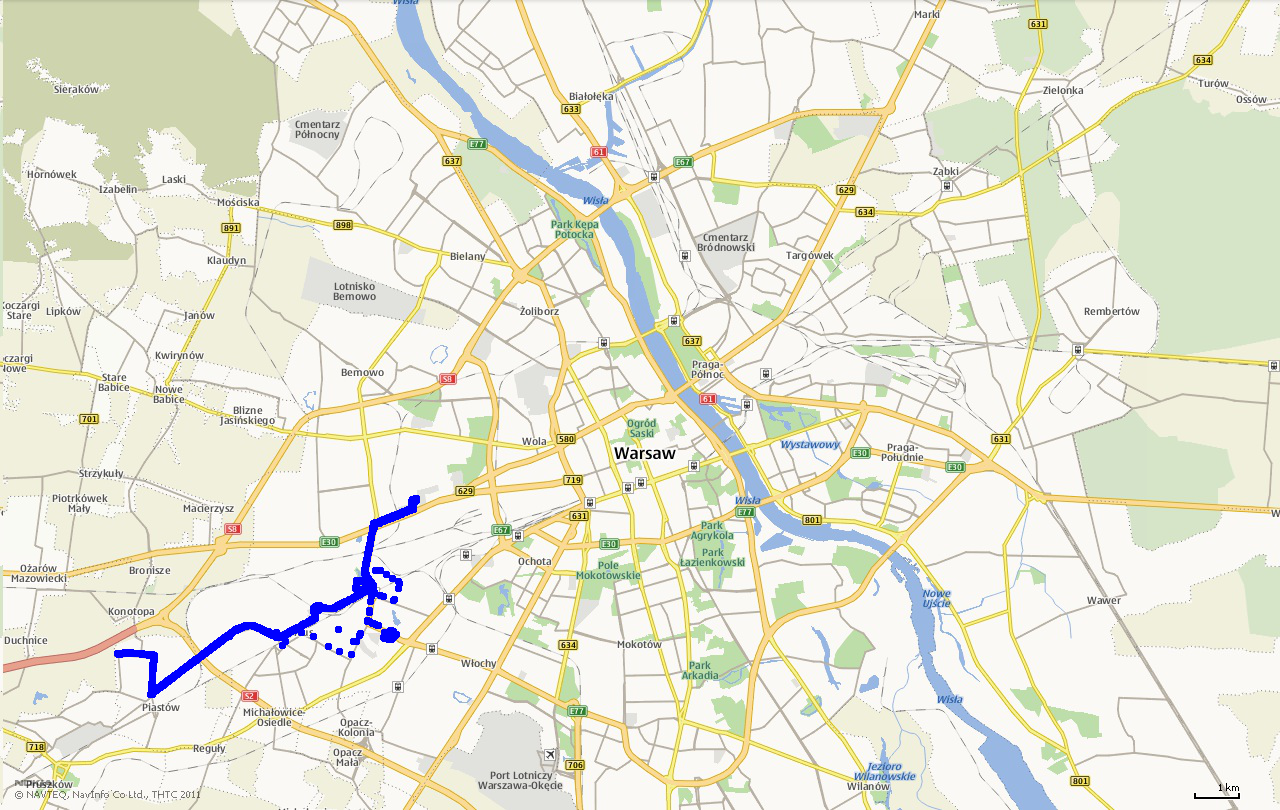 Wisła
Marki
631
634
Sieraków
Turów
Zielonka
Ossów
Białołęka
633
Cmentarz
Północny
E77
61
637
E67
Ząbki
Hornówek
Laski
Izabelin
629
Mościska
Wisła
634
891
898
Park Kępa
Potocka
Cmentarz
Bródnowski
Klaudyn
Bielany
Targówek
Lotnisko
Bemowo
Koczargi
Stare
Lipków
Janów
Żoliborz
Rembertów
637
Kwirynów
Bemowo
Praga-
Północ
Stare
Babice
Nowe
Babice
S8
61
Blizne
Jasińskiego
701
Ogród
Saski
Wola
580
Wystawowy
631
Warsaw
Praga-
Południe
E30
E30
Strzykuły
719
629
Piotrkówek
Mały
Macierzysz
Wisła
E77
631
801
S8
E67
Park
Agrykola
E30
E30
Ochota
Park
Łazienkowski
Pole
Mokotowskie
Ożarów
Mazowiecki
Bronisze
Nowe
Ujście
Wawer
Konotopa
Duchnice
634
Mokotów
Włochy
Park
Arkadia
S2
Wisła
Piastów
Michałowice-
Osiedle
E77
Opacz-
Kolonia
718
Reguły
Opacz
Mała
706
Port Lotniczy
Warszawa-Okęcie
Jezioro
Wilanowskie
Wilanów
801
Pruszków
1 km
© NAVTEQ, NavInfo Co Ltd., THTC 2011